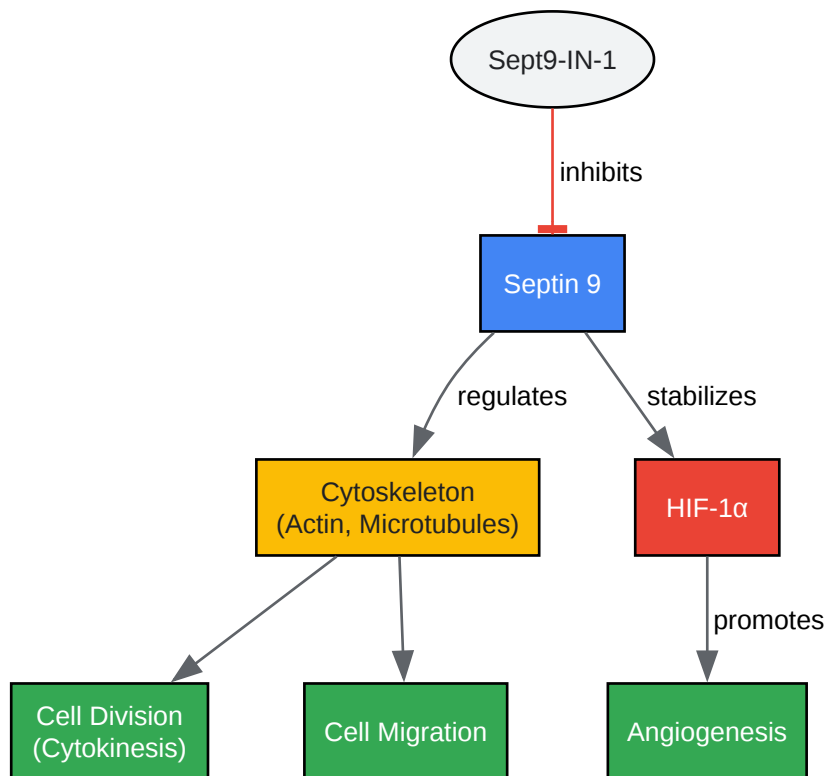 Sept9-IN-1
inhibits
Septin 9
regulates
stabilizes
Cytoskeleton
(Actin, Microtubules)
HIF-1α
promotes
Cell Division
(Cytokinesis)
Cell Migration
Angiogenesis